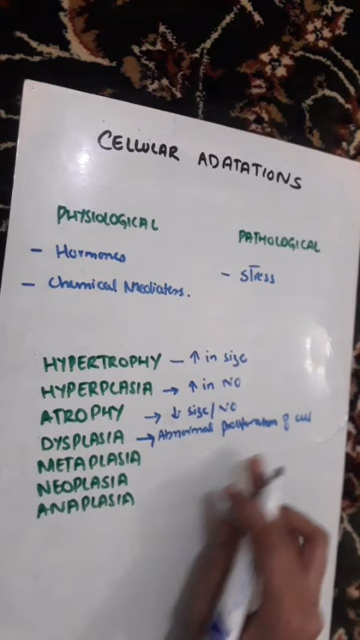 CELLULAR ADATATIONS
PHYSIOLOGICAL
- Hormones
- Chemical Mediators.
PATHOLOGICAL
- STRESS
HYPERTROPHY - ↑ in size
HYPERPLASIA → ↑ in NO
ATROPHY → ↓ size/NO
DYSPLASIA → Abnormal proliferation of cell
METAPLASIA
NEOPLASIA
ANAPLASIA